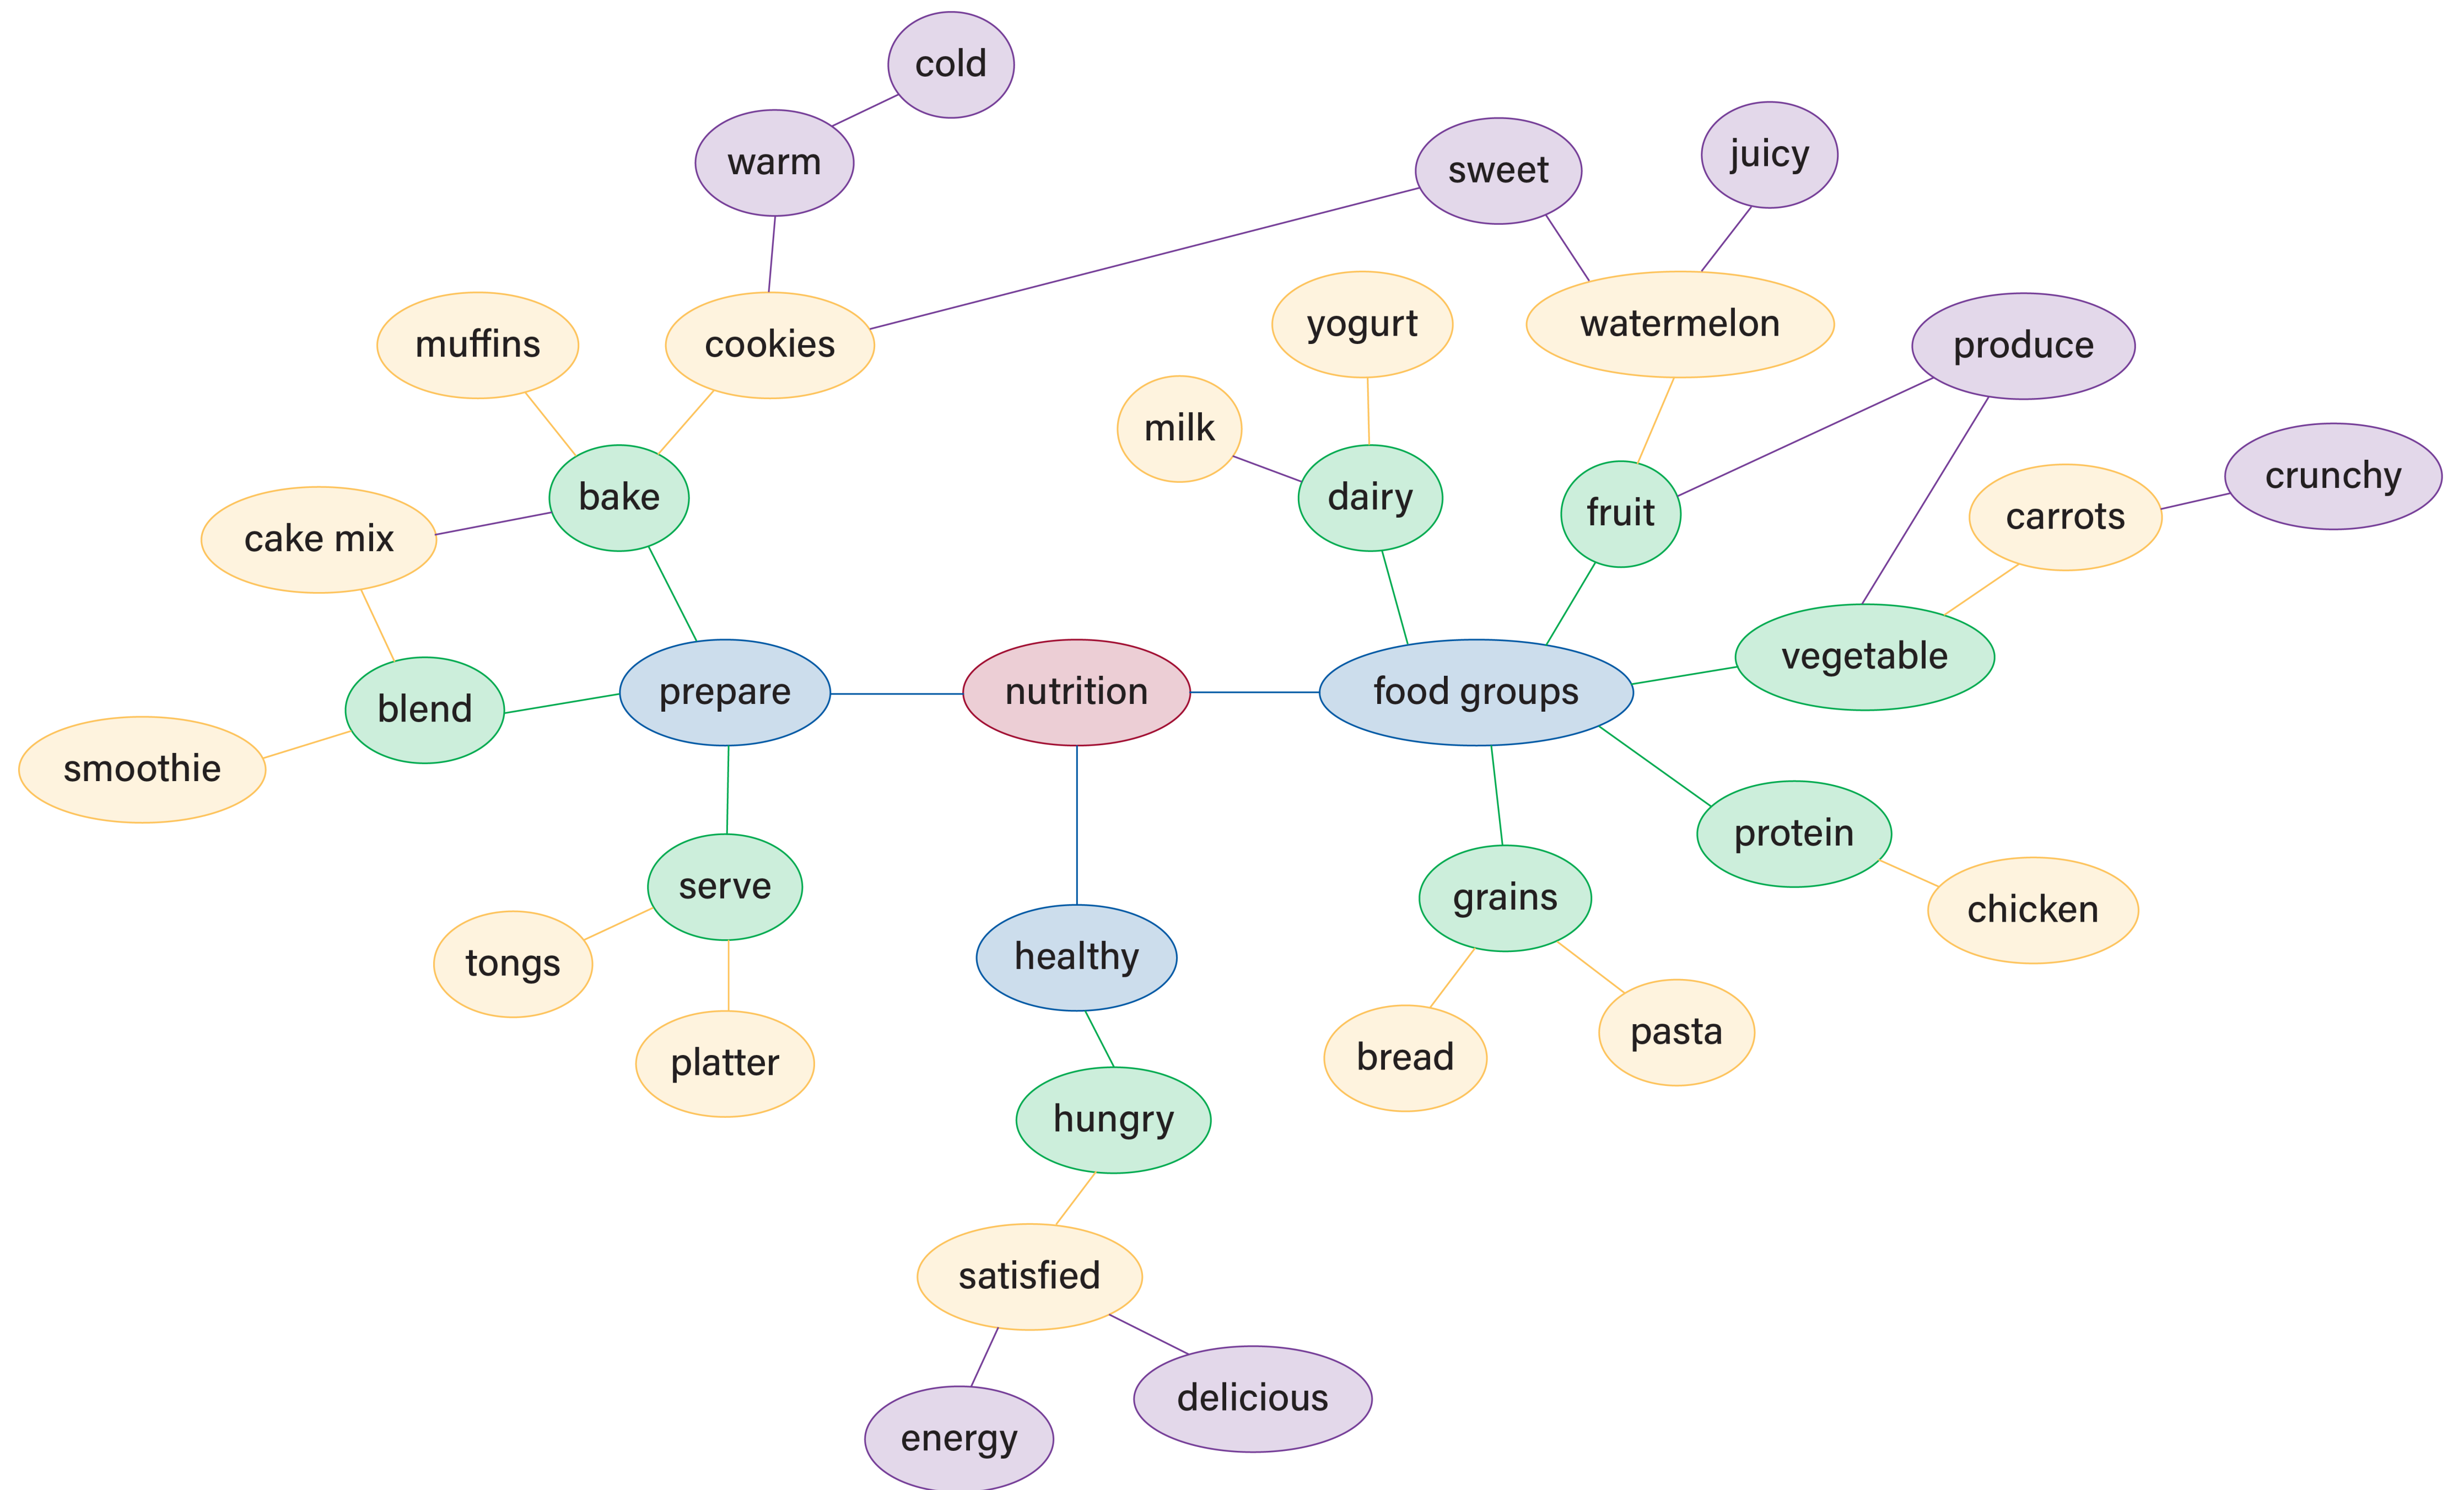 cold
warm
sweet
juicy
muffins
cookies
yogurt
watermelon
produce
milk
crunchy
cake mix
bake
dairy
fruit
carrots
blend
prepare
nutrition
food groups
vegetable
smoothie
serve
protein
tongs
healthy
grains
chicken
platter
bread
pasta
hungry
satisfied
delicious
energy